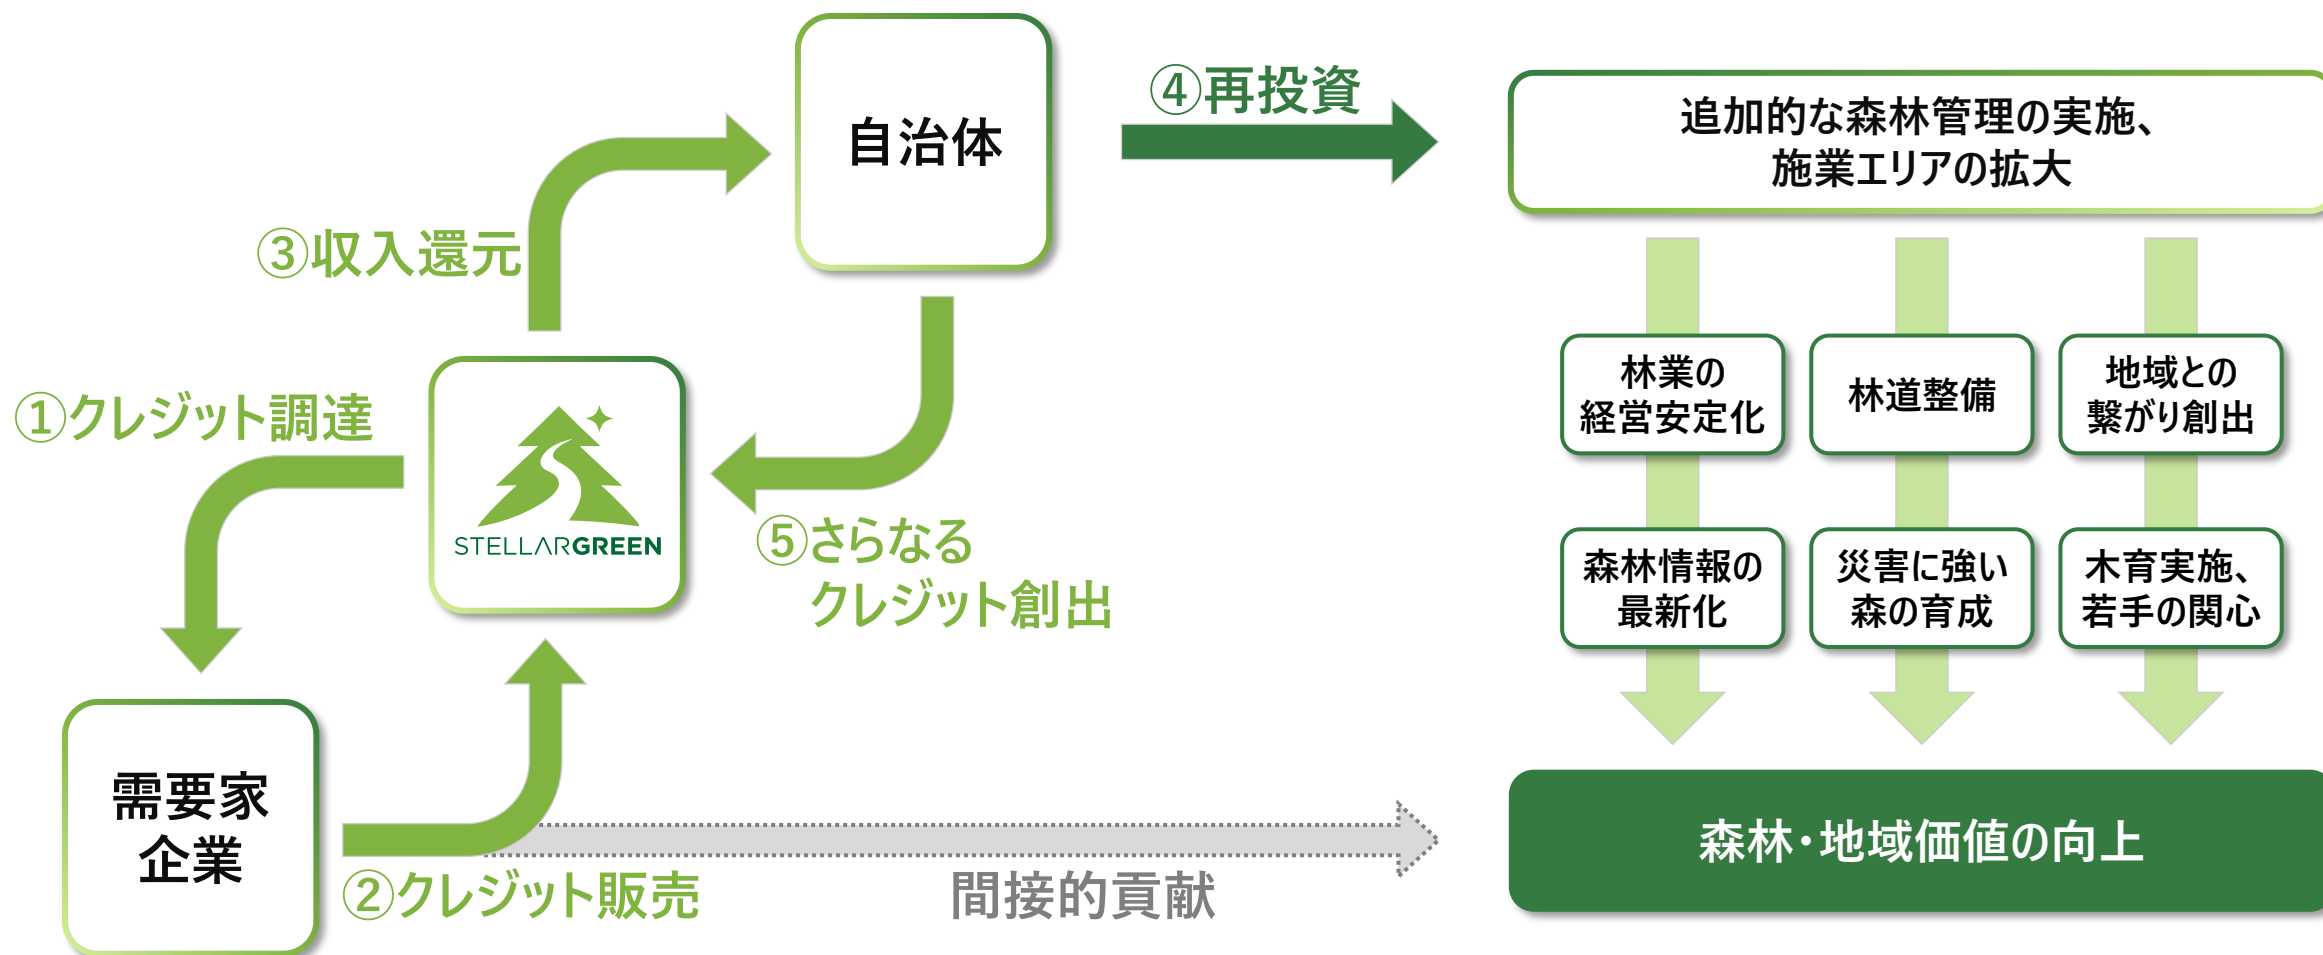 自治体
④再投資
追加的な森林管理の実施、
施業エリアの拡大
③収入還元
①クレジット調達
STELLARGREEN
⑤さらなる
クレジット創出
林業の
経営安定化
林道整備
地域との
繋がり創出
森林情報の
最新化
災害に強い
森の育成
木育実施、
若手の関心
需要家
企業
②クレジット販売
間接的貢献
森林・地域価値の向上